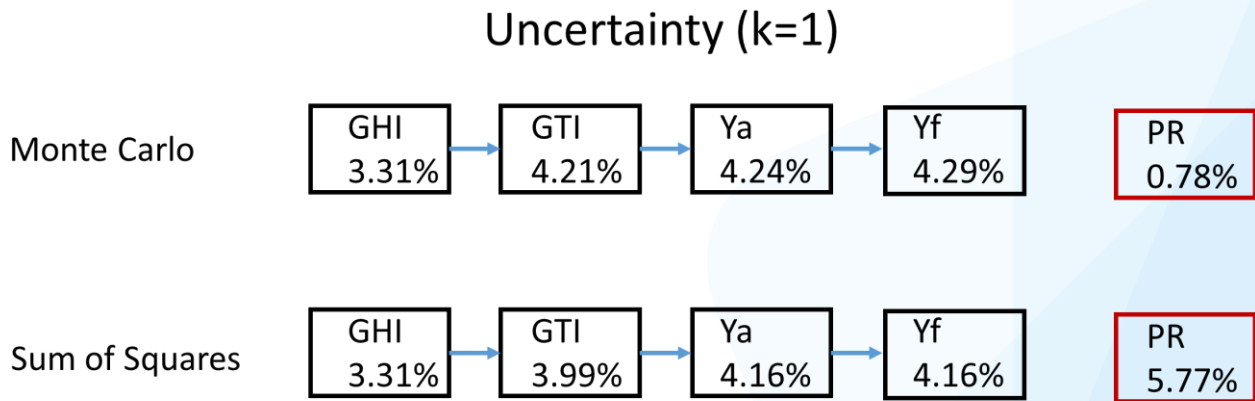 Uncertainty (k=1)
Monte Carlo
GHI
3.31%
GTI
4.21%
Ya
4.24%
Yf
4.29%
PR
0.78%
Sum of Squares
GHI
3.31%
GTI
3.99%
Ya
4.16%
Yf
4.16%
PR
5.77%